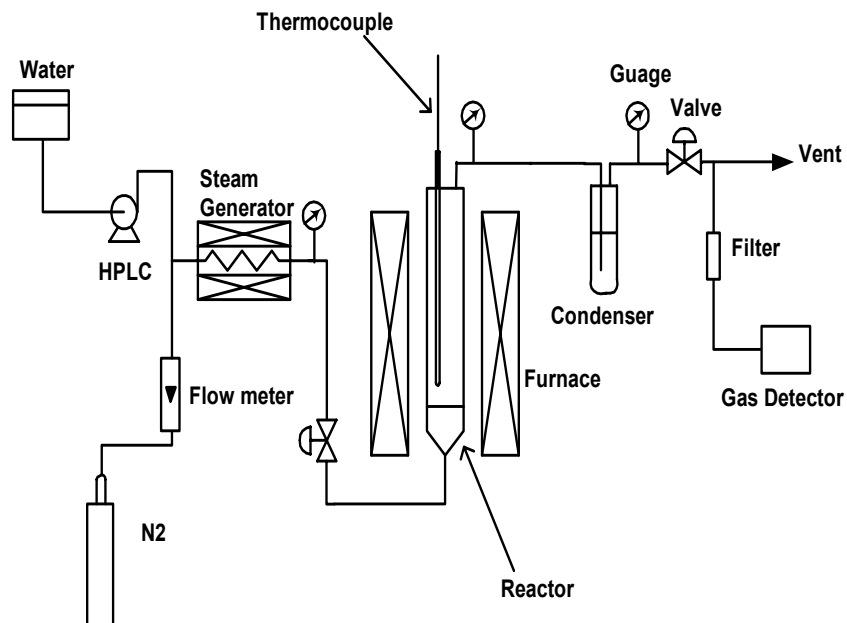 Thermocouple
Water
Guage
Valve
Vent
Steam
Generator
HPLC
Filter
Condenser
Flow meter
Furnace
Gas Detector
N2
Reactor